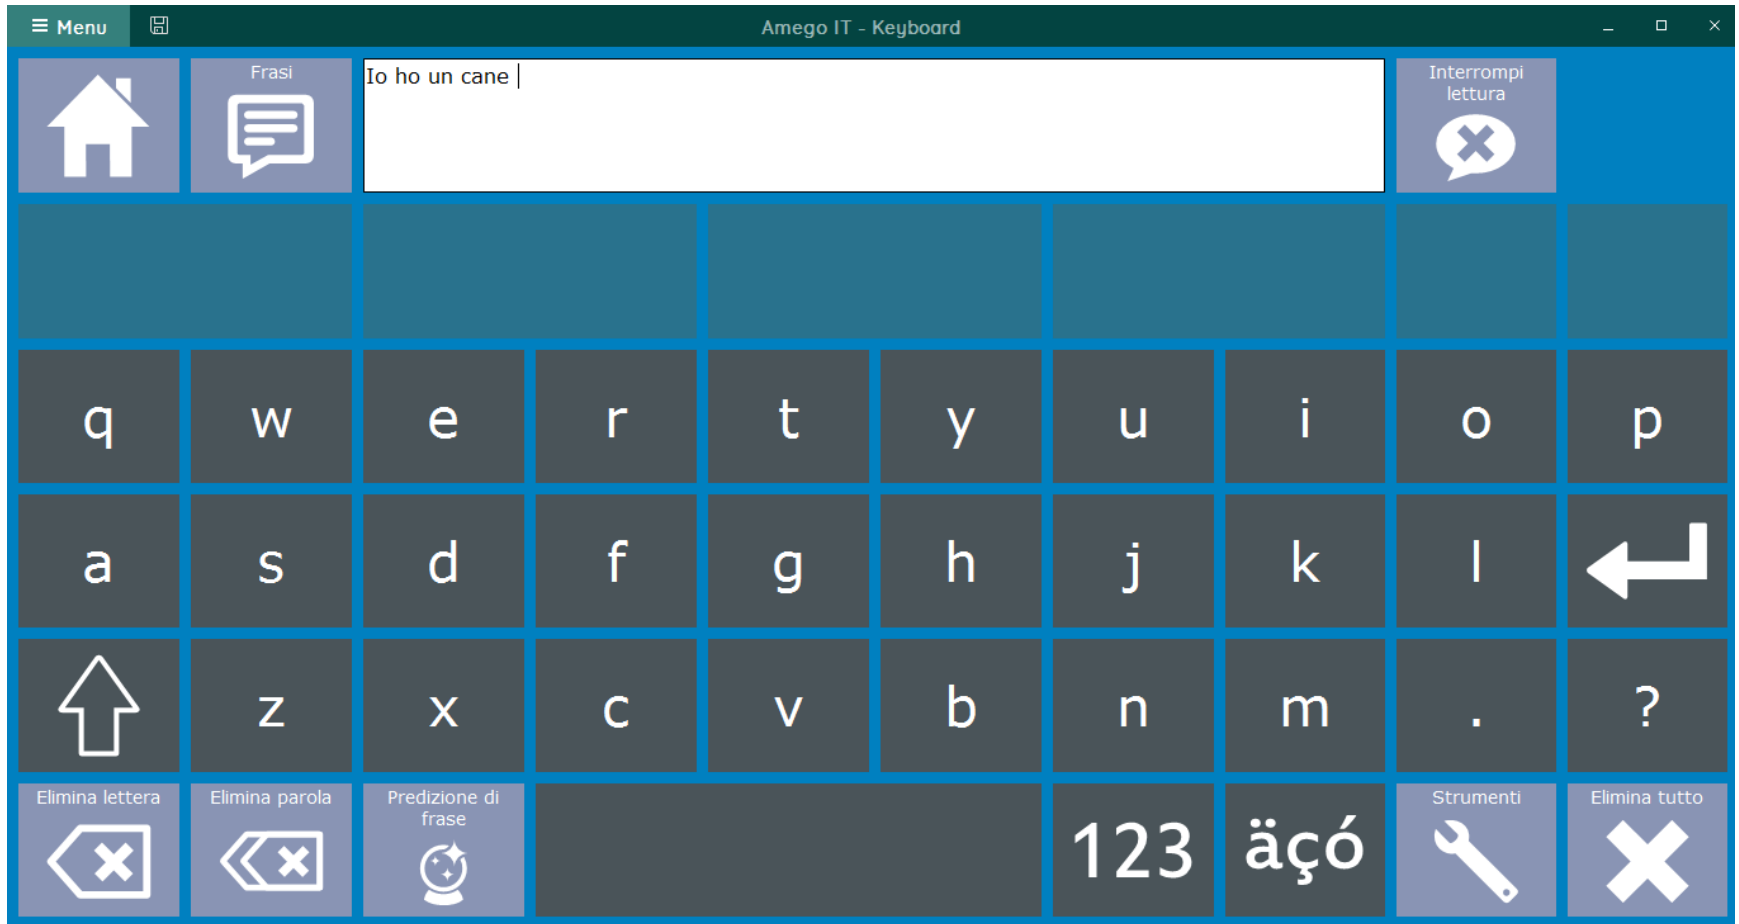 Menu
Amego IT - Keyboard
Frasi
Io ho un cane
Interrompi
lettura
q w e r t y u i o p
a s d f g h j k l
z x c v b n m . ?
Elimina lettera
Elimina parola
Predizione di
frase
123
äçó
Strumenti
Elimina tutto